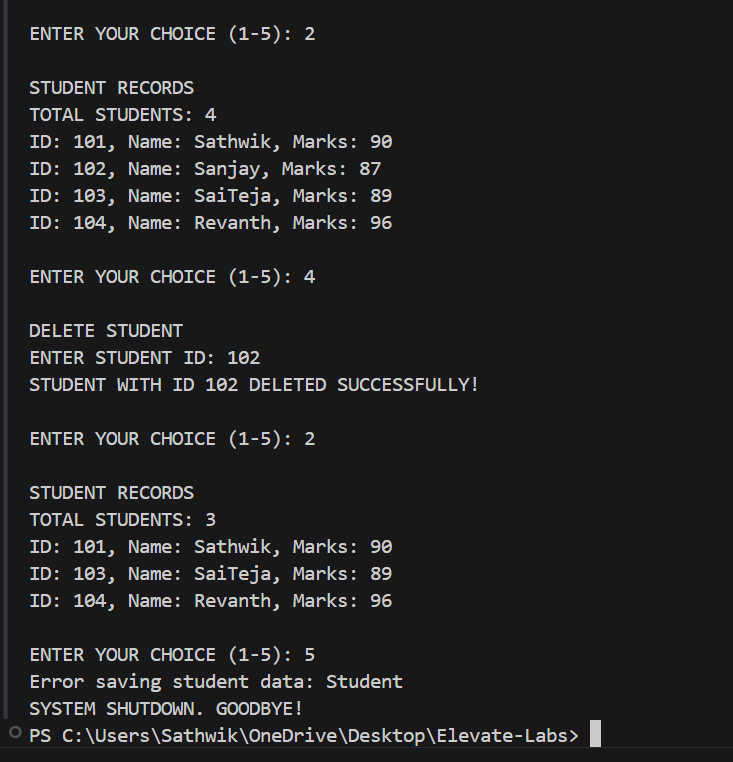 ENTER YOUR CHOICE (1-5): 2
STUDENT RECORDS
TOTAL STUDENTS: 4
ID: 101, Name: Sathwik, Marks: 90
ID: 102, Name: Sanjay, Marks: 87
ID: 103, Name: SaiTeja, Marks: 89
ID: 104, Name: Revanth, Marks: 96
ENTER YOUR CHOICE (1-5): 4
DELETE STUDENT
ENTER STUDENT ID: 102
STUDENT WITH ID 102 DELETED SUCCESSFULLY!
ENTER YOUR CHOICE (1-5): 2
STUDENT RECORDS
TOTAL STUDENTS: 3
ID: 101, Name: Sathwik, Marks: 90
ID: 103, Name: SaiTeja, Marks: 89
ID: 104, Name: Revanth, Marks: 96
ENTER YOUR CHOICE (1-5): 5
Error saving student data: Student
SYSTEM SHUTDOWN. GOODBYE!
PS C:\Users\Sathwik\OneDrive\Desktop\Elevate-Labs>